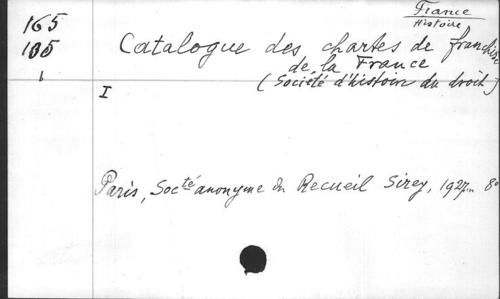 France
Histoire
165
135
1
Catalogue des chartes de franchise
de la France
(Société d'histoire du droit)
I
Paris, Socté anonyme du Recueil Sirey, 1927... 8°